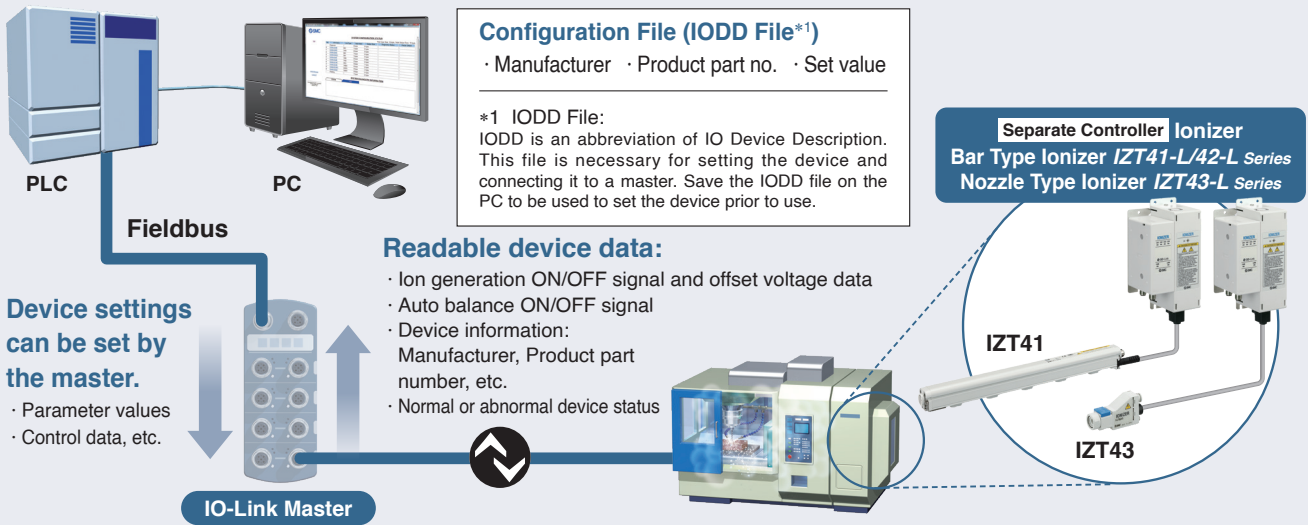 Configuration File (IODD File*1)
· Manufacturer · Product part no. · Set value
*1 IODD File:
IODD is an abbreviation of IO Device Description.
This file is necessary for setting the device and
connecting it to a master. Save the IODD file on the
PC to be used to set the device prior to use.
PLC
PC
Fieldbus
Separate Controller Ionizer
Bar Type Ionizer IZT41-L/42-L Series
Nozzle Type Ionizer IZT43-L Series
Readable device data:
· Ion generation ON/OFF signal and offset voltage data
· Auto balance ON/OFF signal
· Device information:
Manufacturer, Product part
number, etc.
· Normal or abnormal device status
Device settings
can be set by
the master.
· Parameter values
· Control data, etc.
IO-Link Master
IZT41
IZT43